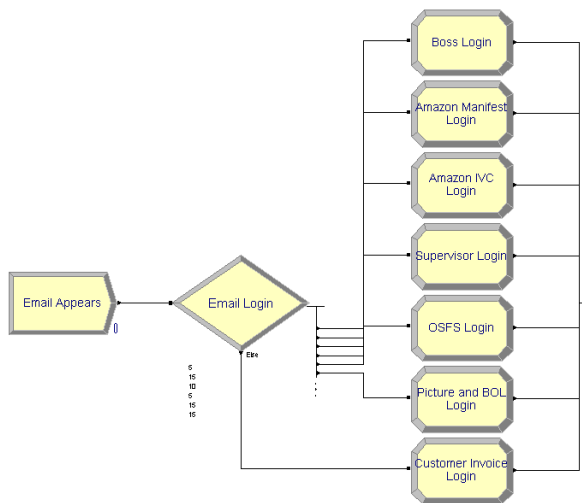 Boss Login
Amazon Manifest
Login
Amazon IVC
Login
Supervisor Login
Email Appears
0
Email Login
OSFS Login
Else
5
15
10
5
15
15
Picture and BOL
Login
Customer Invoice
Login